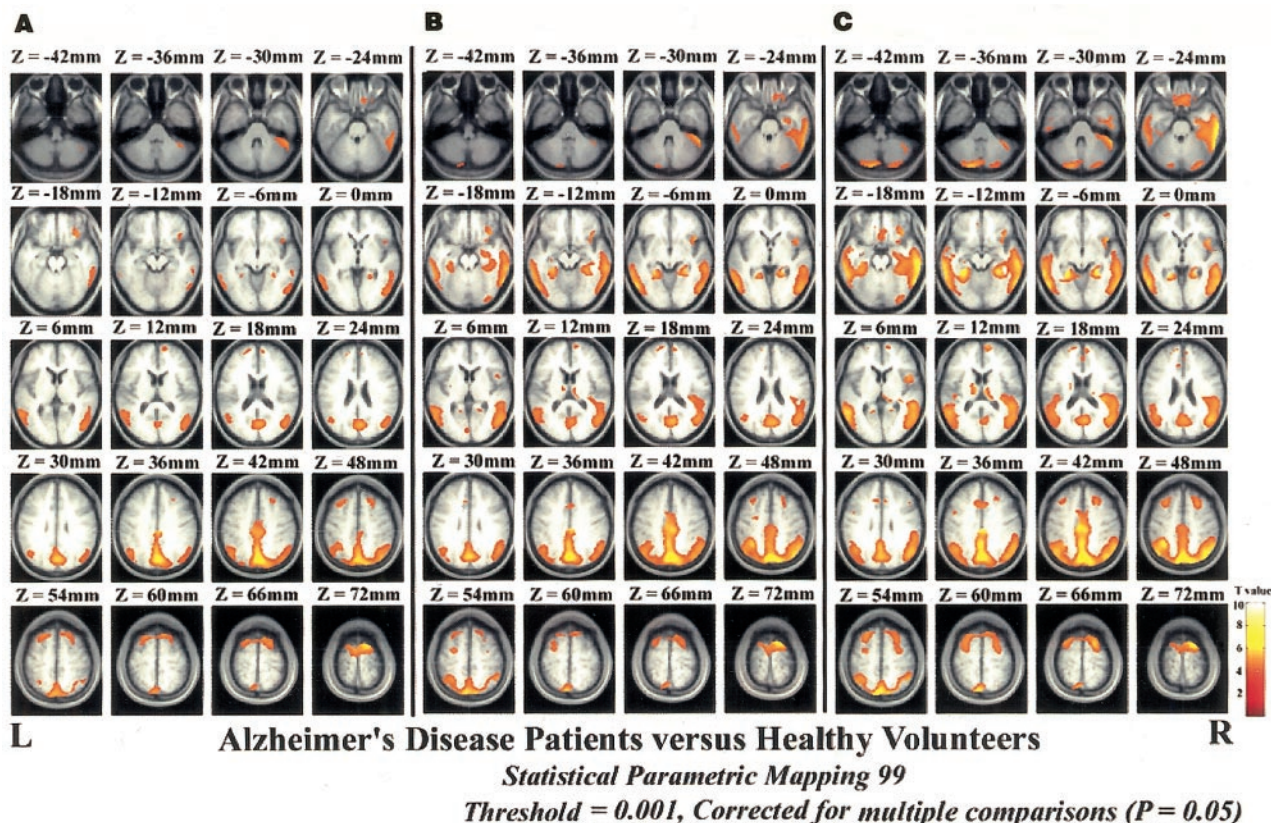 A B C
Z = -42mm Z = -36mm Z = -30mm Z = -24mm Z = -42mm Z = -36mm Z = -30mm Z = -24mm Z = -42mm Z = -36mm Z = -30mm Z = -24mm
Z = -18mm Z = -12mm Z = -6mm Z = 0mm Z = -18mm Z = -12mm Z = -6mm Z = 0mm Z = -18mm Z = -12mm Z = -6mm Z = 0mm
Z = 6mm Z = 12mm Z = 18mm Z = 24mm Z = 6mm Z = 12mm Z = 18mm Z = 24mm Z = 6mm Z = 12mm Z = 18mm Z = 24mm
Z = 30mm Z = 36mm Z = 42mm Z = 48mm Z = 30mm Z = 36mm Z = 42mm Z = 48mm Z = 30mm Z = 36mm Z = 42mm Z = 48mm
Z = 54mm Z = 60mm Z = 66mm Z = 72mm Z = 54mm Z = 60mm Z = 66mm Z = 72mm Z = 54mm Z = 60mm Z = 66mm Z = 72mm
T value
10
8
6
4
2
L R
Alzheimer's Disease Patients versus Healthy Volunteers
Statistical Parametric Mapping 99
Threshold = 0.001, Corrected for multiple comparisons (P = 0.05)